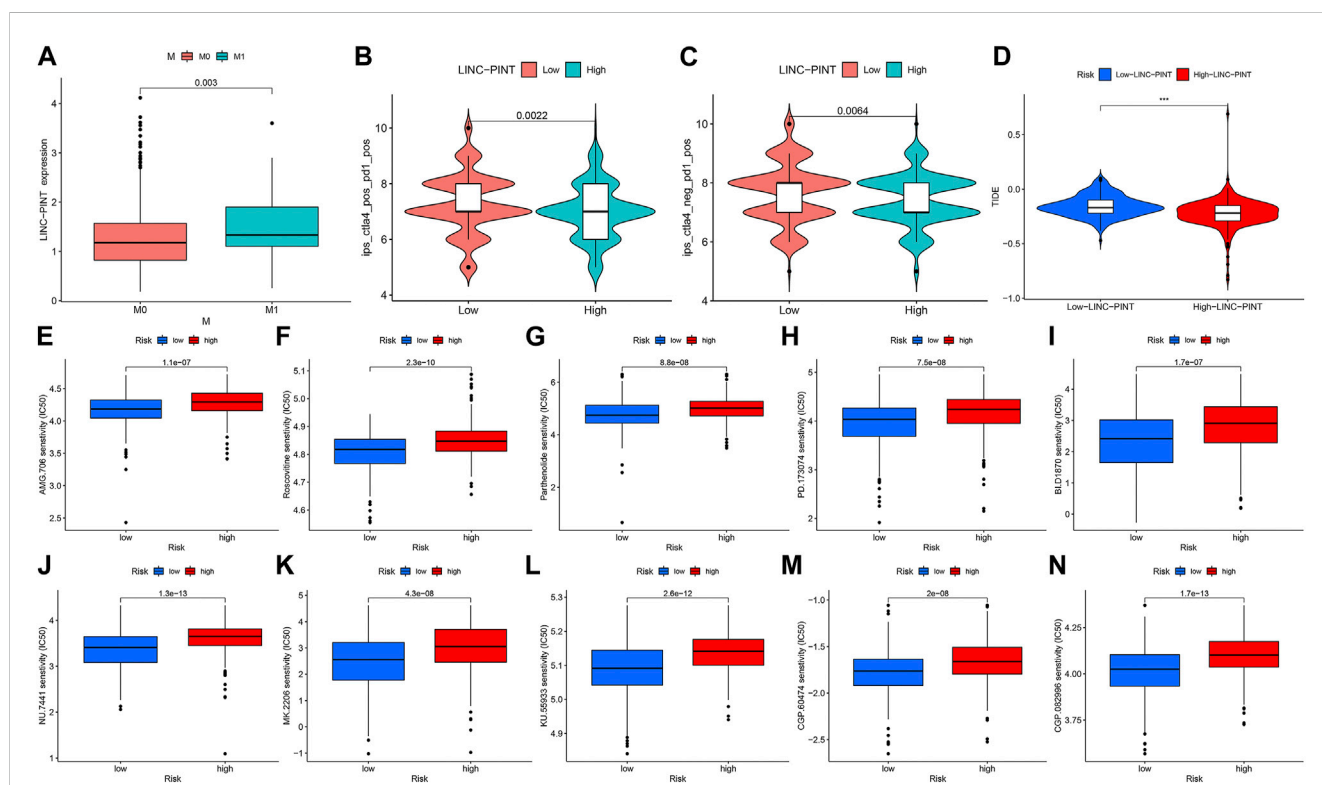 A
M M0 M1
0.003
LINC-PINT expression
4
3
2
1
0
M0 M1
M
B
LINC-PINT Low High
0.0022
ips_ctla4_pos_pd1_pos
10
8
6
4
Low High
C
LINC-PINT Low High
0.0064
ips_ctla4_neg_pd1_pos
10
8
6
4
Low High
D
Risk Low-LINC-PINT High-LINC-PINT
***
TIDE
0.5
0.0
-0.5
-1.0
Low-LINC-PINT High-LINC-PINT
E
Risk low high
1.1e-07
AMG.706 senstivity (IC50)
4.5
4.0
3.5
3.0
2.5
low high
Risk
F
Risk low high
2.3e-10
Roscovitine senstivity (IC50)
5.1
5.0
4.9
4.8
4.7
4.6
low high
Risk
G
Risk low high
8.8e-08
Parthenolide senstivity (IC50)
6
4
2
low high
Risk
H
Risk low high
7.5e-08
PD.173074 senstivity (IC50)
4
3
2
low high
Risk
I
Risk low high
1.7e-07
BI.D1870 senstivity (IC50)
4
3
2
1
0
low high
Risk
J
Risk low high
1.3e-13
NU.7441 senstivity (IC50)
4
3
2
1
low high
Risk
K
Risk low high
4.3e-08
MK.2206 senstivity (IC50)
4
3
2
1
0
-1
low high
Risk
L
Risk low high
2.6e-12
KU.55933 senstivity (IC50)
5.3
5.2
5.1
5.0
4.9
low high
Risk
M
Risk low high
2e-08
CGP.60474 senstivity (IC50)
-1.0
-1.5
-2.0
-2.5
low high
Risk
N
Risk low high
1.7e-13
CGP.082996 senstivity (IC50)
4.25
4.00
3.75
low high
Risk